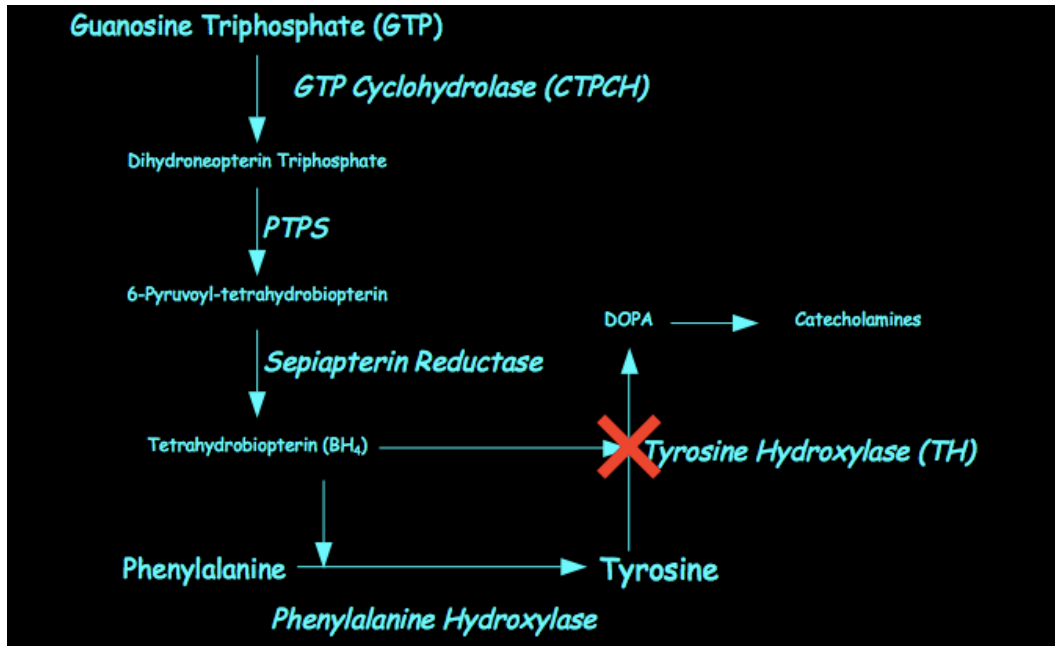 Guanosine Triphosphate (GTP)
GTP Cyclohydrolase (CTPCH)
Dihydroneopterin Triphosphate
PTPS
6-Pyruvoyl-tetrahydrobiopterin
DOPA
Catecholamines
Sepiapterin Reductase
Tetrahydrobiopterin (BH₄)
Tyrosine Hydroxylase (TH)
Phenylalanine
Tyrosine
Phenylalanine Hydroxylase